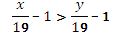 x/19 − 1 > y/19 − 1